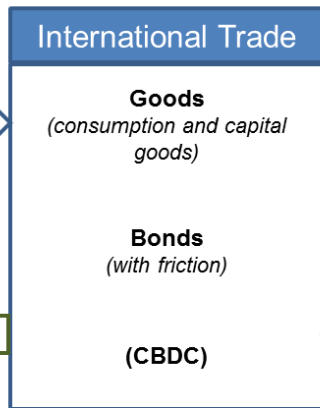 International Trade
Goods
(consumption and capital
goods)
Bonds
(with friction)
(CBDC)